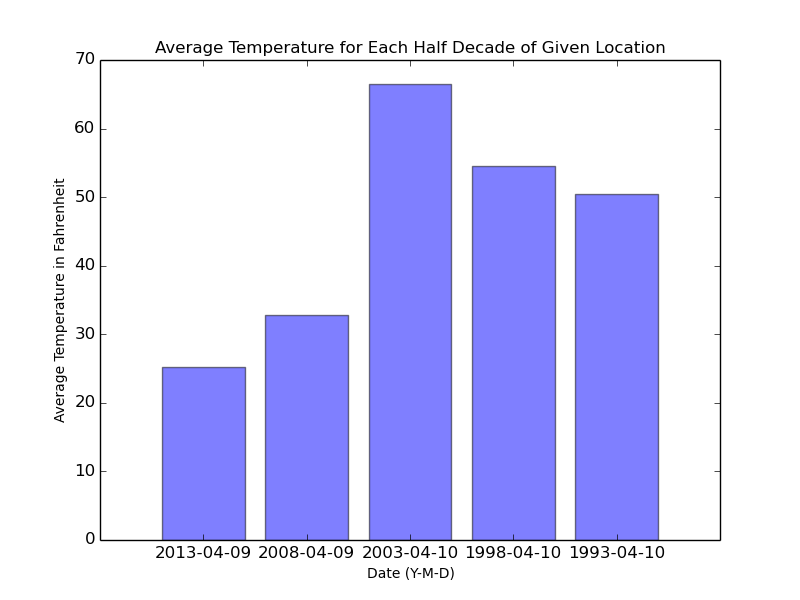 Average Temperature for Each Half Decade of Given Location
70
60
50
40
30
20
10
0
Average Temperature in Fahrenheit
2013-04-09 2008-04-09 2003-04-10 1998-04-10 1993-04-10
Date (Y-M-D)